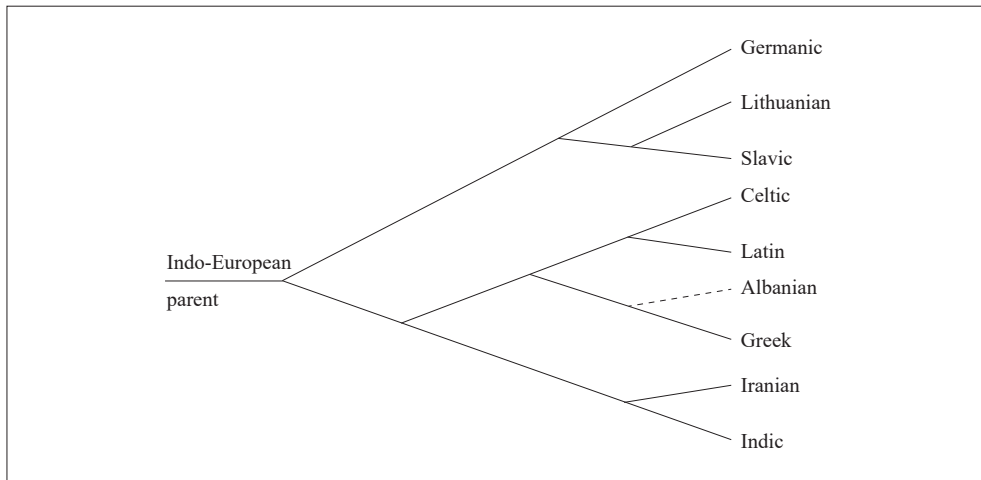 Germanic
Lithuanian
Slavic
Celtic
Latin
Indo-European
Albanian
parent
Greek
Iranian
Indic